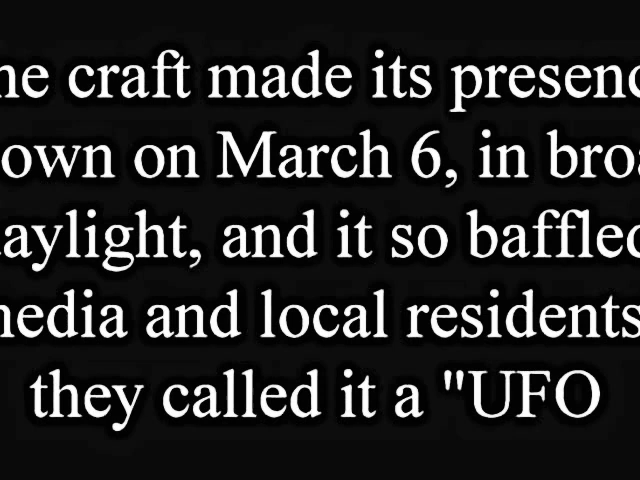 he craft made its presenc
own on March 6, in broa
aylight, and it so baffled
nedia and local residents
they called it a "UFO